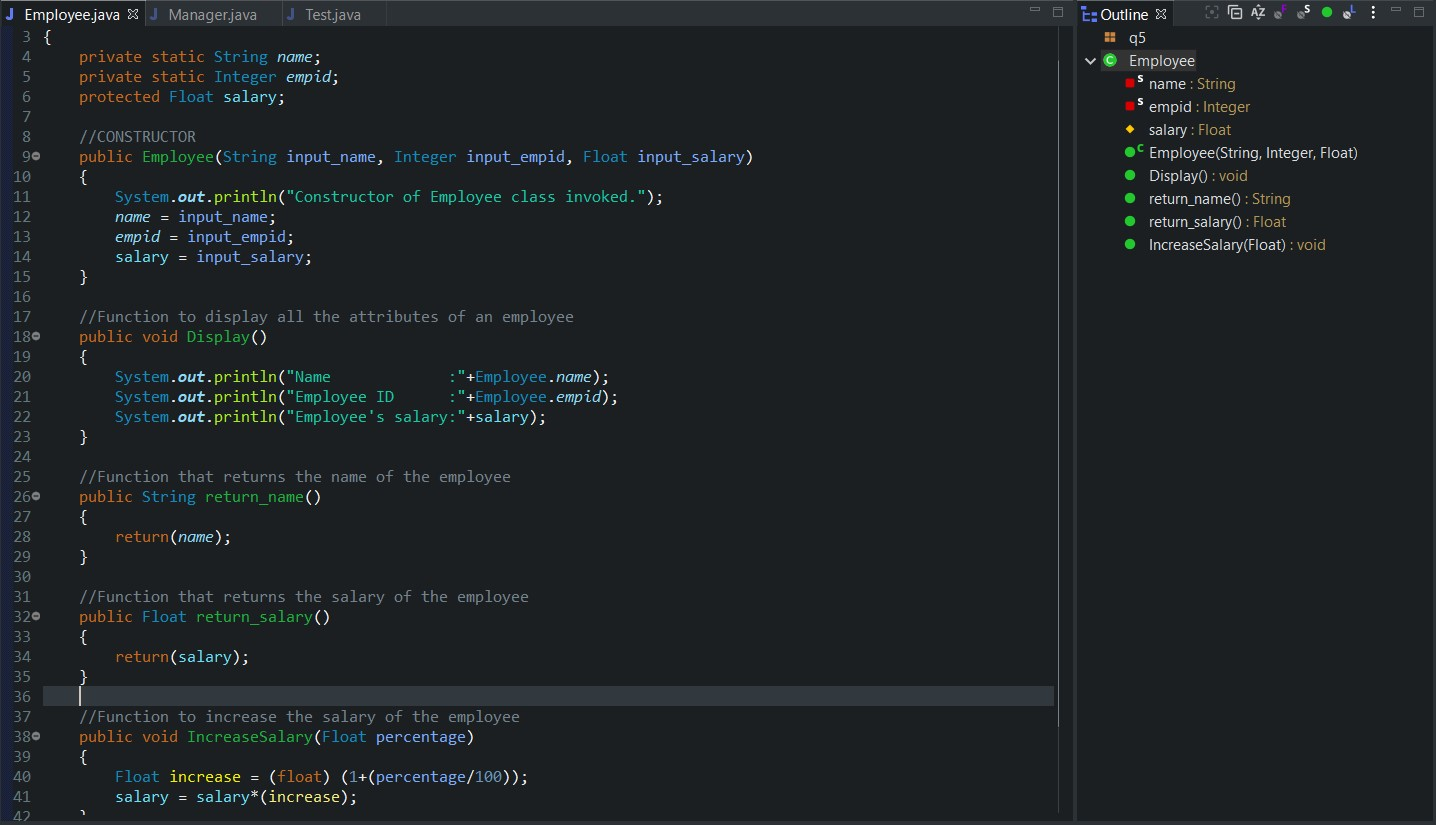 Employee.java Manager.java Test.java
3 {
4 private static String name;
5 private static Integer empid;
6 protected Float salary;
7
8 //CONSTRUCTOR
9 public Employee(String input_name, Integer input_empid, Float input_salary)
10 {
11 System.out.println("Constructor of Employee class invoked.");
12 name = input_name;
13 empid = input_empid;
14 salary = input_salary;
15 }
16
17 //Function to display all the attributes of an employee
18 public void Display()
19 {
20 System.out.println("Name             :"+Employee.name);
21 System.out.println("Employee ID      :"+Employee.empid);
22 System.out.println("Employee's salary:"+salary);
23 }
24
25 //Function that returns the name of the employee
26 public String return_name()
27 {
28 return(name);
29 }
30
31 //Function that returns the salary of the employee
32 public Float return_salary()
33 {
34 return(salary);
35 }
36
37 //Function to increase the salary of the employee
38 public void IncreaseSalary(Float percentage)
39 {
40 Float increase = (float) (1+(percentage/100));
41 salary = salary*(increase);
42 }
Outline
q5
Employee
name : String
empid : Integer
salary : Float
Employee(String, Integer, Float)
Display() : void
return_name() : String
return_salary() : Float
IncreaseSalary(Float) : void